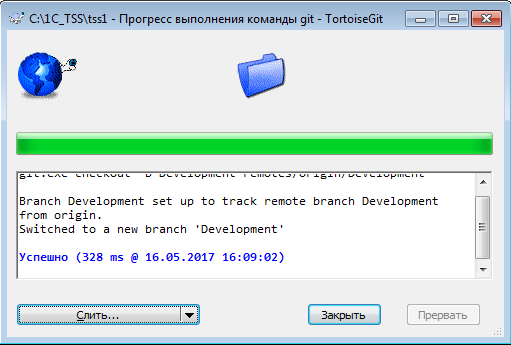 C:\1C_TSS\tss1 - Прогресс выполнения команды git - TortoiseGit
git.exe checkout -b Development remotes/origin/Development
Branch Development set up to track remote branch Development
from origin.
Switched to a new branch 'Development'
Успешно (328 ms @ 16.05.2017 16:09:02)
Слить...
Закрыть
Прервать